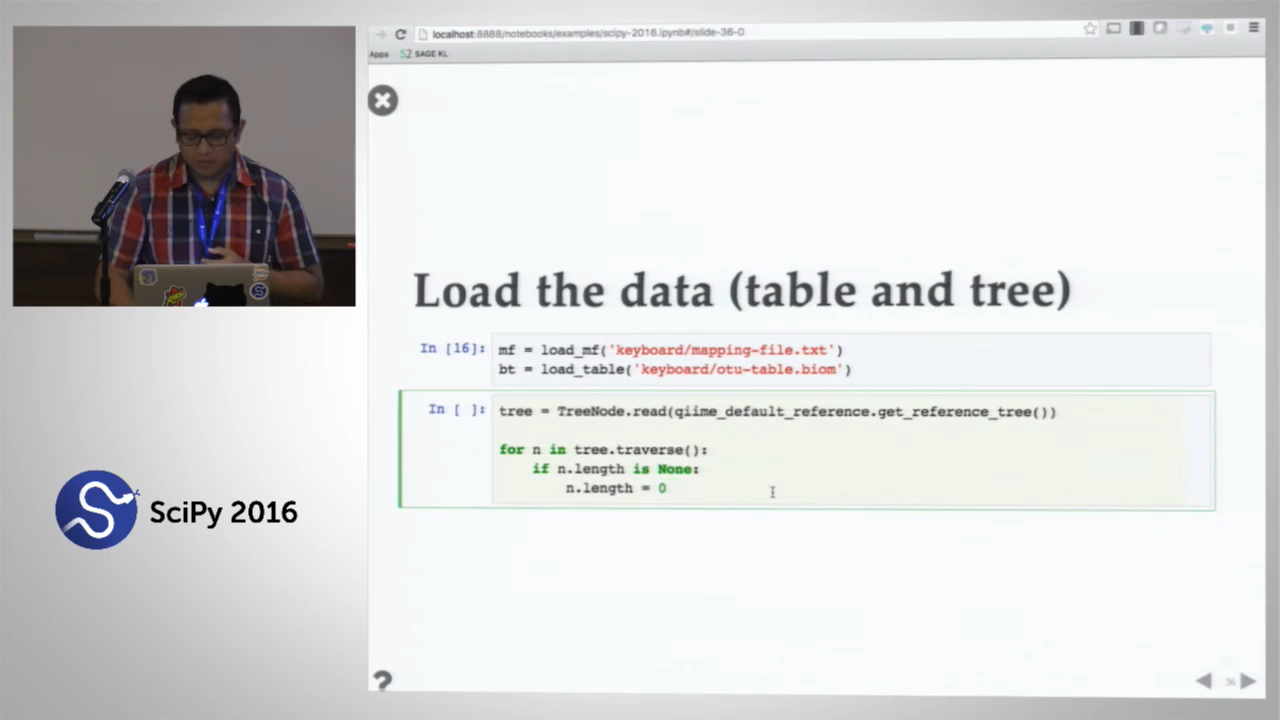 localhost:8888/notebooks/examples/scipy-2016.ipynb#/slide-36-0
Apps S2 SAGE KL
Load the data (table and tree)
In [16]: mf = load_mf('keyboard/mapping-file.txt')
bt = load_table('keyboard/otu-table.biom')
In [ ]: tree = TreeNode.read(qiime_default_reference.get_reference_tree())
for n in tree.traverse():
if n.length is None:
n.length = 0
SciPy 2016
?
36